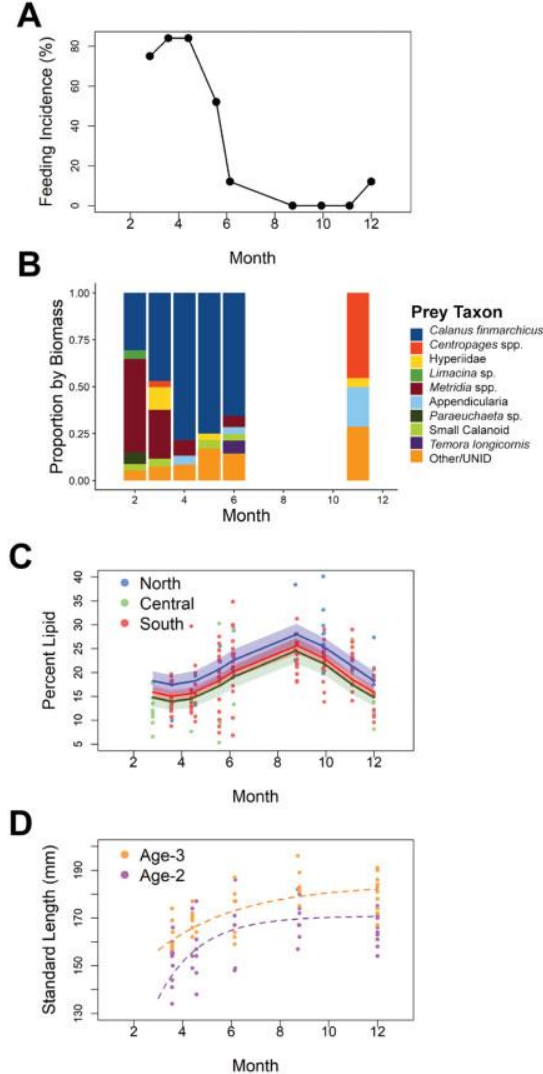 A
Feeding Incidence (%)
80
60
40
20
0
2 4 6 8 10 12
Month
B
Proportion by Biomass
1.00
0.75
0.50
0.25
0.00
2 4 6 8 10 12
Month
Prey Taxon
Calanus finmarchicus
Centropages spp.
Hyperiidae
Limacina sp.
Metridia spp.
Appendicularia
Paraeuchaeta sp.
Small Calanoid
Temora longicornis
Other/UNID
C
Percent Lipid
40
35
30
25
20
15
10
5
North
Central
South
2 4 6 8 10 12
Month
D
Standard Length (mm)
190
170
150
130
Age-3
Age-2
2 4 6 8 10 12
Month